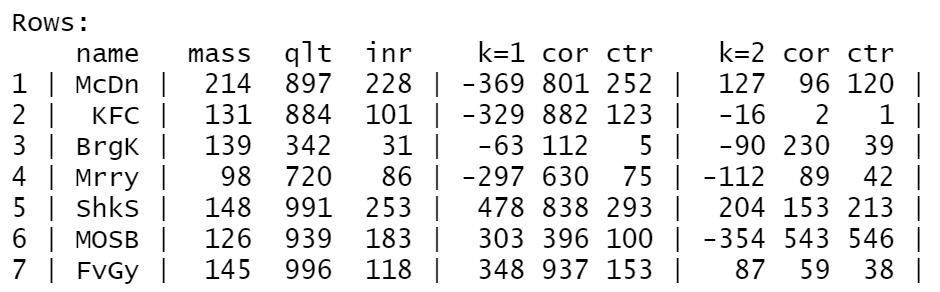 Rows:
    name   mass  qlt  inr    k=1 cor ctr    k=2 cor ctr
1 | McDn |  214  897  228 | -369 801 252 |  127  96 120 |
2 |  KFC |  131  884  101 | -329 882 123 |  -16   2   1 |
3 | BrgK |  139  342   31 |  -63 112   5 |  -90 230  39 |
4 | Mrry |   98  720   86 | -297 630  75 | -112  89  42 |
5 | ShkS |  148  991  253 |  478 838 293 |  204 153 213 |
6 | MOSB |  126  939  183 |  303 396 100 | -354 543 546 |
7 | FvGy |  145  996  118 |  348 937 153 |   87  59  38 |